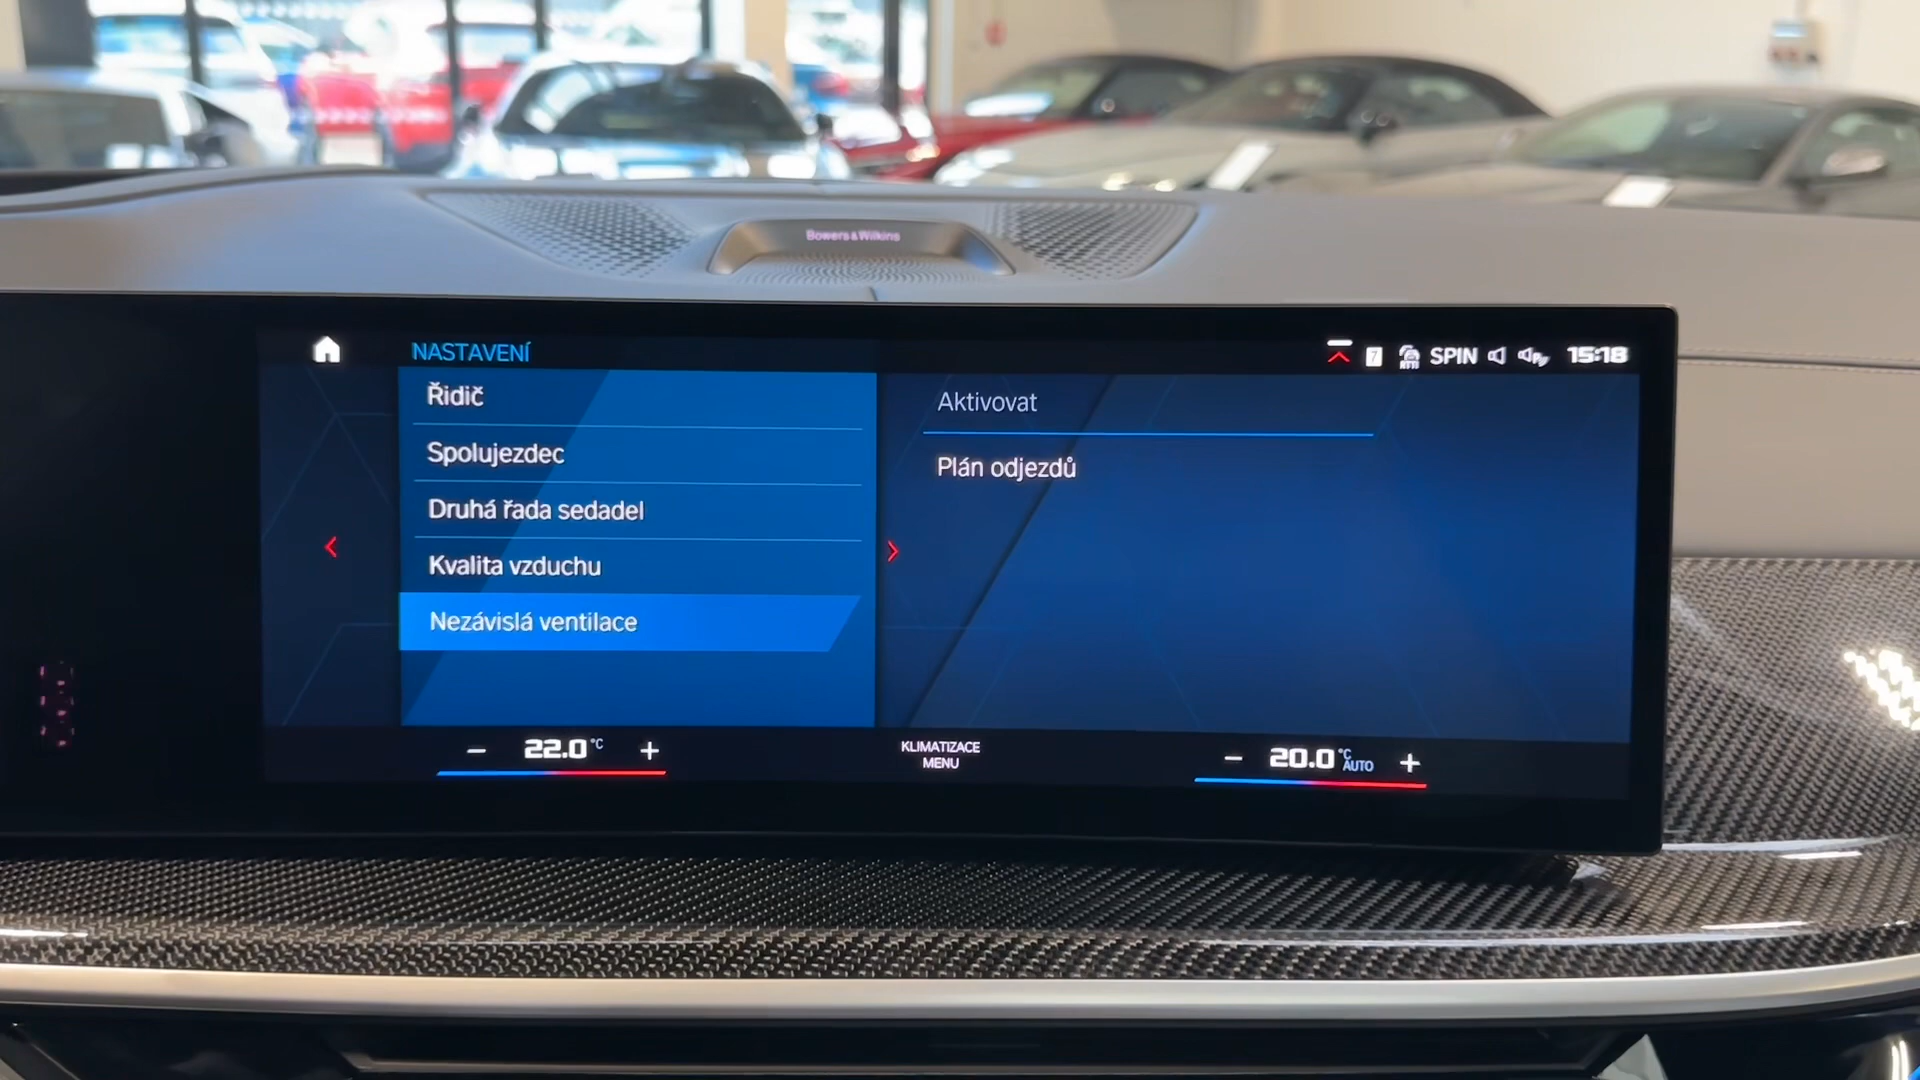 Bowers & Wilkins
NASTAVENÍ
7
SPIN
15:18
Řidič
Spolujezdec
Druhá řada sedadel
Kvalita vzduchu
Nezávislá ventilace
Aktivovat
Plán odjezdů
− 22.0 °C +
KLIMATIZACE
MENU
− 20.0 °C AUTO +